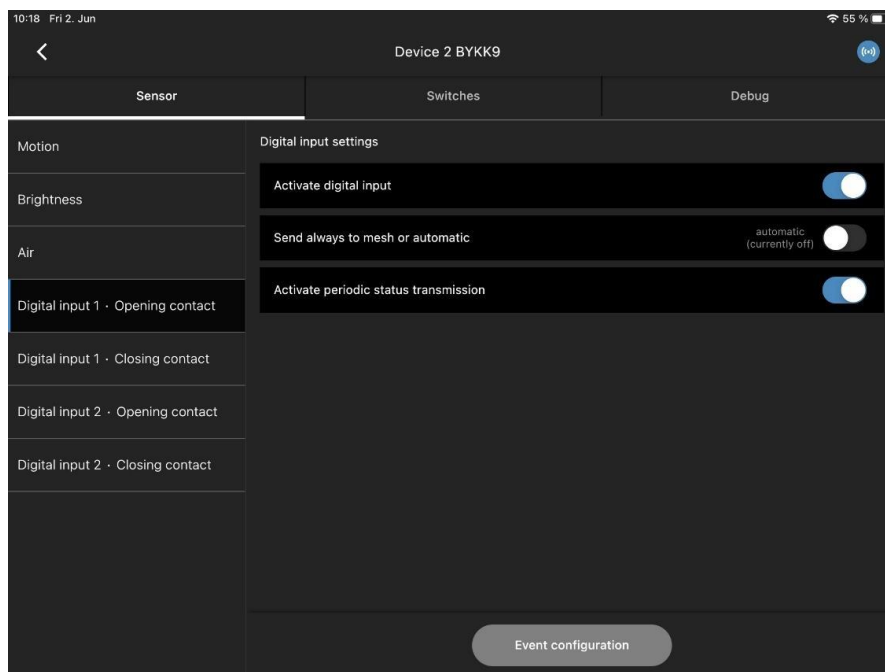 10:18 Fri 2. Jun
55 %
Device 2 BYKK9
Sensor
Switches
Debug
Motion
Brightness
Air
Digital input 1 · Opening contact
Digital input 1 · Closing contact
Digital input 2 · Opening contact
Digital input 2 · Closing contact
Digital input settings
Activate digital input
Send always to mesh or automatic
automatic
(currently off)
Activate periodic status transmission
Event configuration